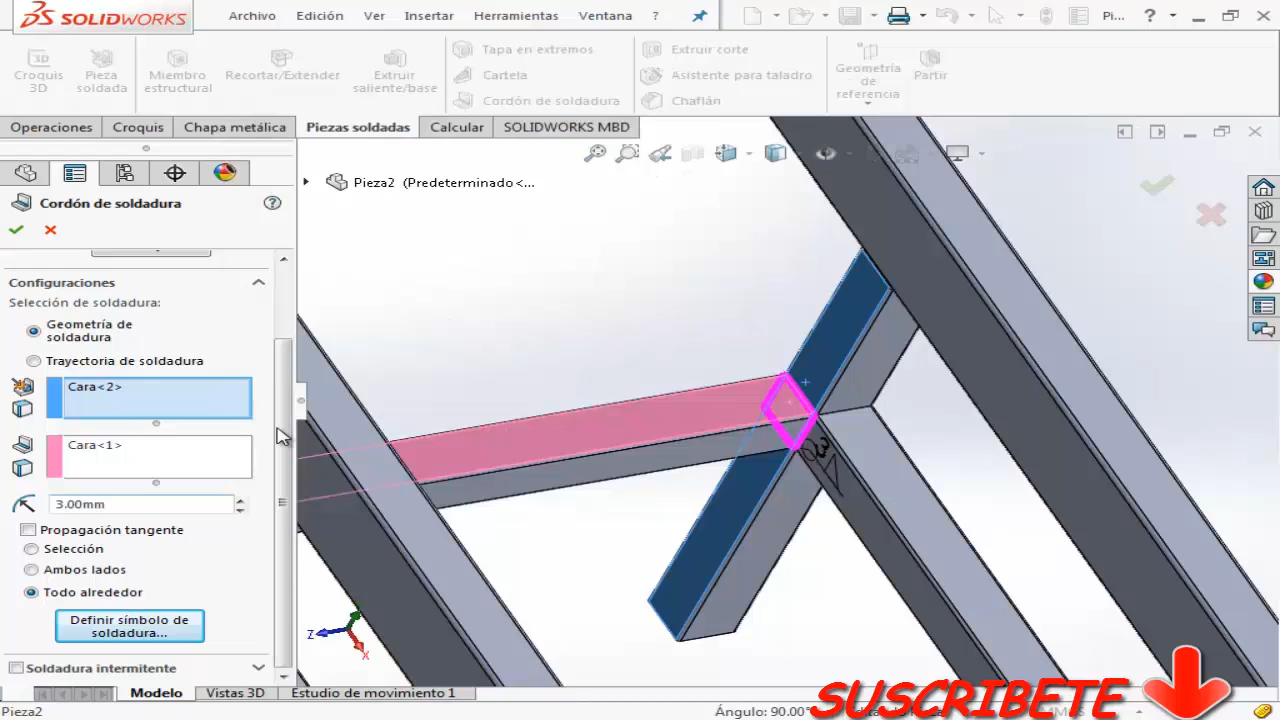 SOLIDWORKS
Archivo Edición Ver Insertar Herramientas Ventana ? Pi... ?
Croquis 3D
Pieza soldada
Miembro estructural
Recortar/Extender
Extruir saliente/base
Tapa en extremos
Cartela
Cordón de soldadura
Extruir corte
Asistente para taladro
Chaflán
Geometría de referencia
Partir
Operaciones Croquis Chapa metálica Piezas soldadas Calcular SOLIDWORKS MBD
Pieza2 (Predeterminado<...
Cordón de soldadura
Configuraciones
Selección de soldadura:
Geometría de
soldadura
Trayectoria de soldadura
Cara<2>
Cara<1>
3.00mm
Propagación tangente
Selección
Ambos lados
Todo alrededor
Definir símbolo de
soldadura...
Soldadura intermitente
Z
X
Modelo Vistas 3D Estudio de movimiento 1
Pieza2
Ángulo: 90.00°
SUSCRIBETE